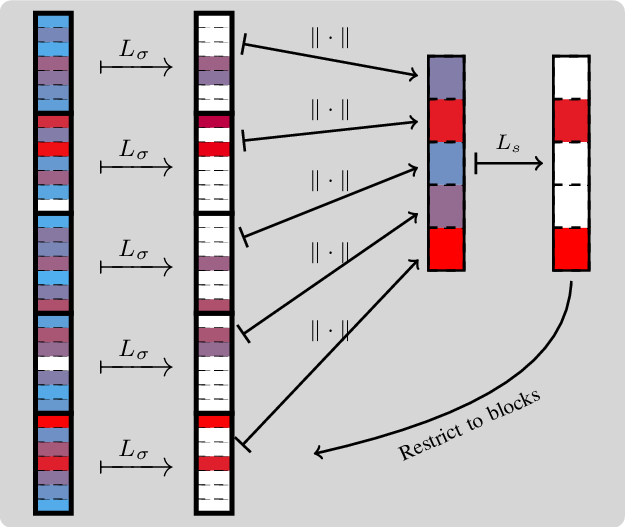 L_σ
‖ · ‖
L_σ
‖ · ‖
L_s
L_σ
‖ · ‖
L_σ
‖ · ‖
L_σ
‖ · ‖
Restrict to blocks